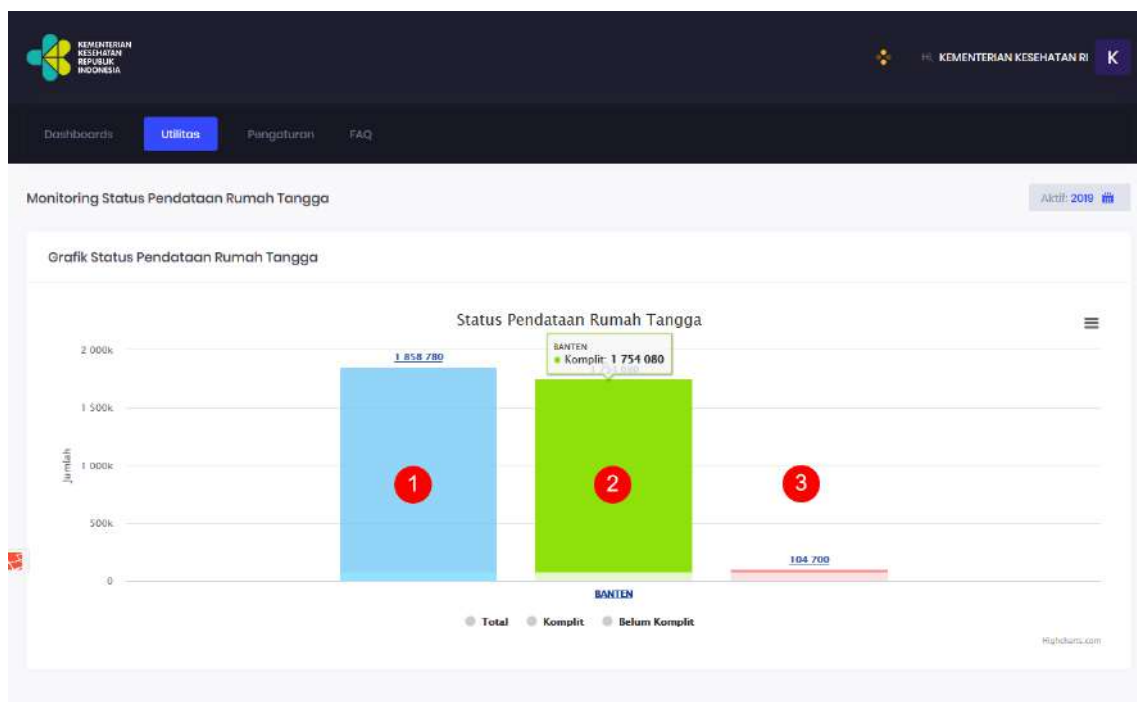 KEMENTERIAN
KESEHATAN
REPUBLIK
INDONESIA
Hi, KEMENTERIAN KESEHATAN RI K
Dashboards Utilitas Pengaturan FAQ
Monitoring Status Pendataan Rumah Tangga
Aktif: 2019
Grafik Status Pendataan Rumah Tangga
Status Pendataan Rumah Tangga
BANTEN
Komplit: 1 754 080
2 000k
1 858 780
1 500k
1 000k
Jumlah
1 2 3
500k
104 700
0
BANTEN
Total Komplit Belum Komplit
Highcharts.com